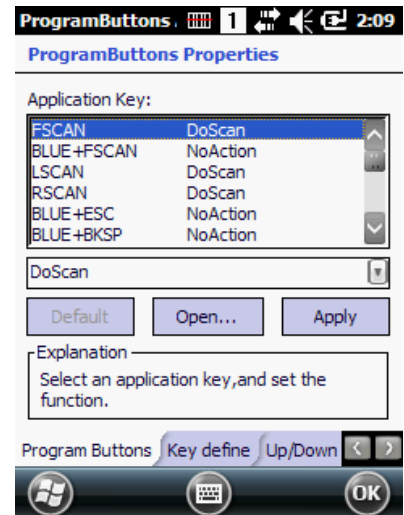 ProgramButtons. 1 2:09
ProgramButtons Properties
Application Key:
FSCAN DoScan
BLUE+FSCAN NoAction
LSCAN DoScan
RSCAN DoScan
BLUE+ESC NoAction
BLUE+BKSP NoAction
DoScan
Default Open... Apply
Explanation
Select an application key,and set the
function.
Program Buttons Key define Up/Down
OK